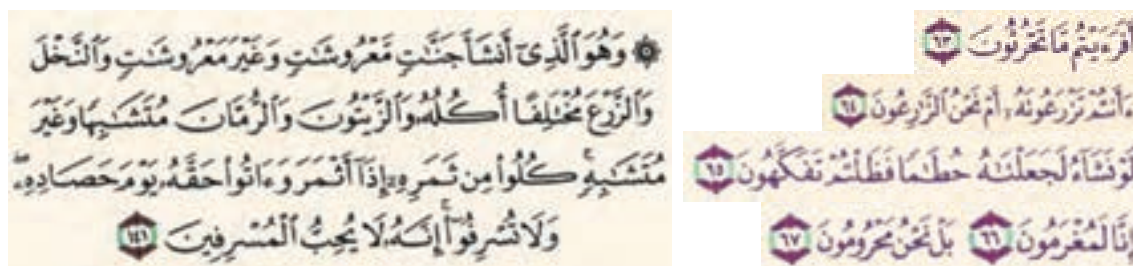 ۞ وَهُوَ ٱلَّذِىٓ أَنشَأَ جَنَّـٰتٍ مَّعْرُوشَـٰتٍ وَغَيْرَ مَعْرُوشَـٰتٍ وَٱلنَّخْلَ
وَٱلزَّرْعَ مُخْتَلِفًا أُكُلُهُۥ وَٱلزَّيْتُونَ وَٱلرُّمَّانَ مُتَشَـٰبِهًا وَغَيْرَ
مُتَشَـٰبِهٍ ۚ كُلُوا۟ مِن ثَمَرِهِۦٓ إِذَآ أَثْمَرَ وَءَاتُوا۟ حَقَّهُۥ يَوْمَ حَصَادِهِۦ ۖ
وَلَا تُسْرِفُوٓا۟ ۚ إِنَّهُۥ لَا يُحِبُّ ٱلْمُسْرِفِينَ ١٤١
أَفَرَءَيْتُم مَّا تَحْرُثُونَ ٦٣
ءَأَنتُمْ تَزْرَعُونَهُۥٓ أَمْ نَحْنُ ٱلزَّٰرِعُونَ ٦٤
لَوْ نَشَآءُ لَجَعَلْنَـٰهُ حُطَـٰمًا فَظَلْتُمْ تَفَكَّهُونَ ٦٥
إِنَّا لَمُغْرَمُونَ ٦٦ بَلْ نَحْنُ مَحْرُومُونَ ٦٧